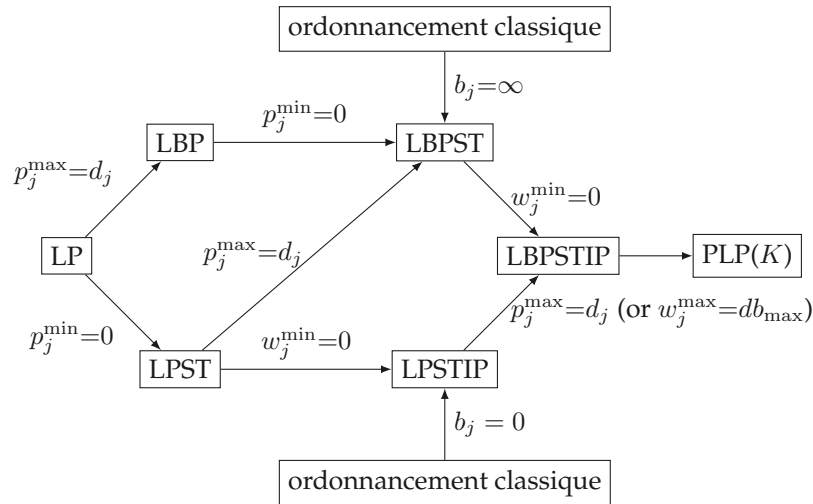 ordonnancement classique
b_j=∞
p_j^min=0
LBP
LBPST
p_j^max=d_j
w_j^min=0
LP
p_j^max=d_j
LBPSTIP
PLP(K)
p_j^min=0
w_j^min=0
p_j^max=d_j (or w_j^max=db_max)
LPST
LPSTIP
b_j = 0
ordonnancement classique